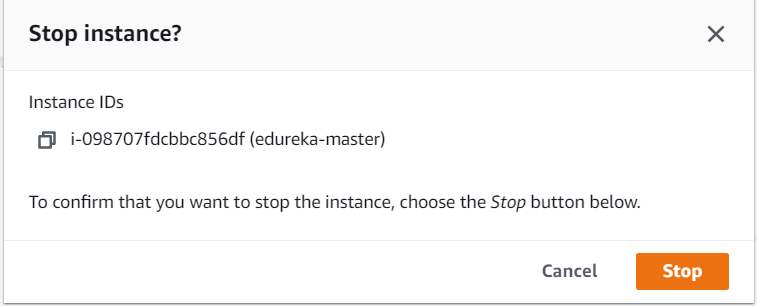 Stop instance?
Instance IDs
i-098707fdcbbc856df (edureka-master)
To confirm that you want to stop the instance, choose the Stop button below.
Cancel
Stop